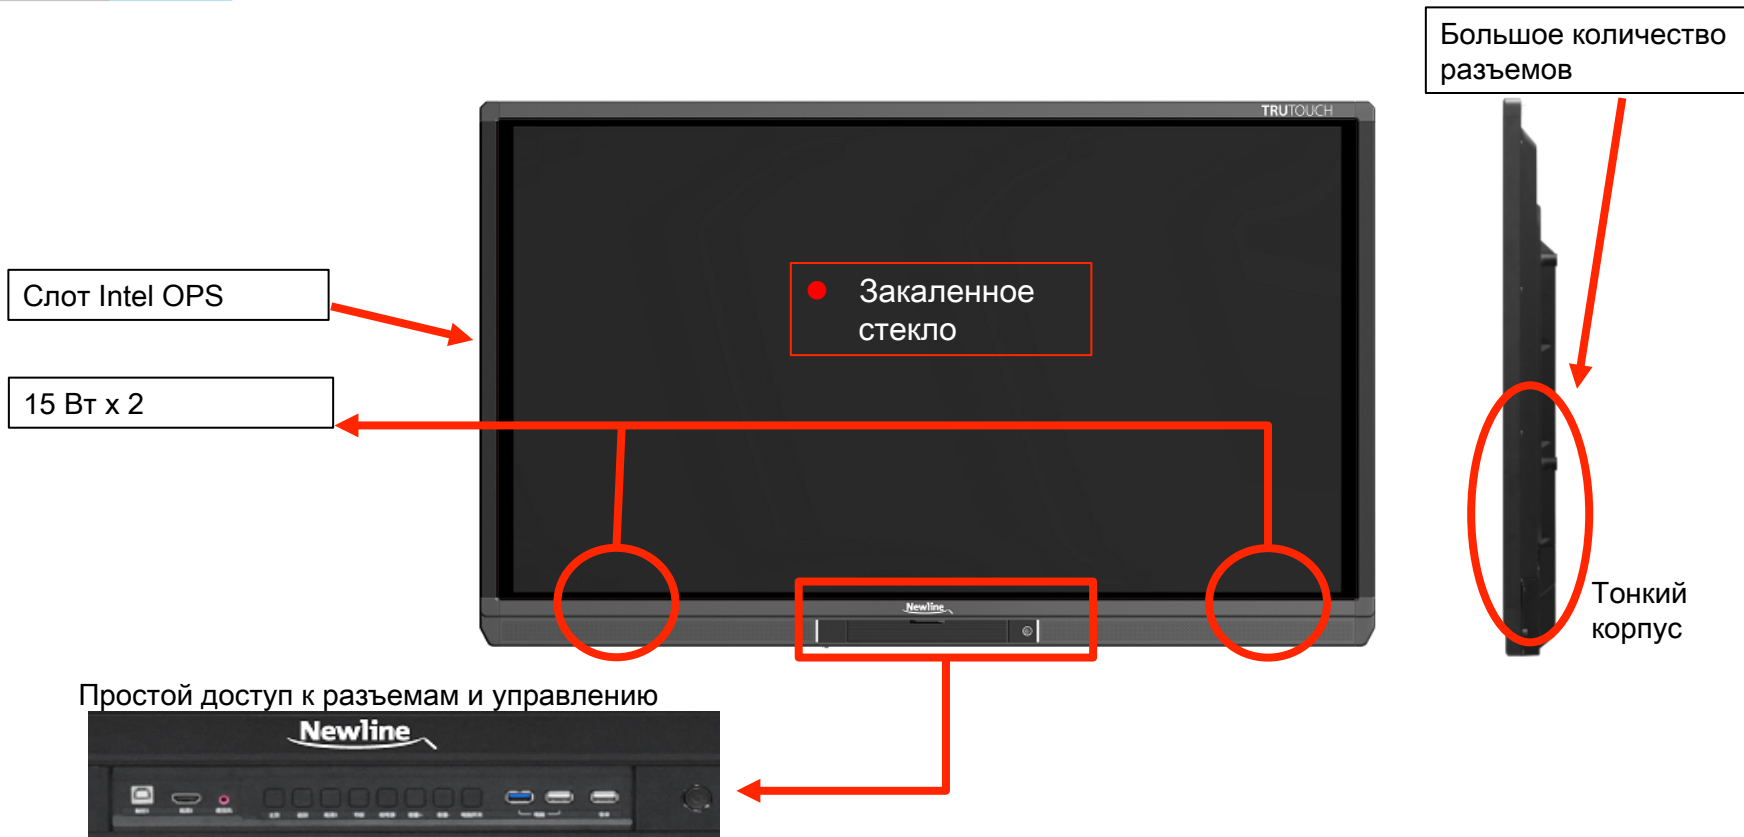 Большое количество
разъемов
TRUTOUCH
Слот Intel OPS
Закаленное
стекло
15 Вт x 2
Newline
Тонкий
корпус
Простой доступ к разъемам и управлению
Newline